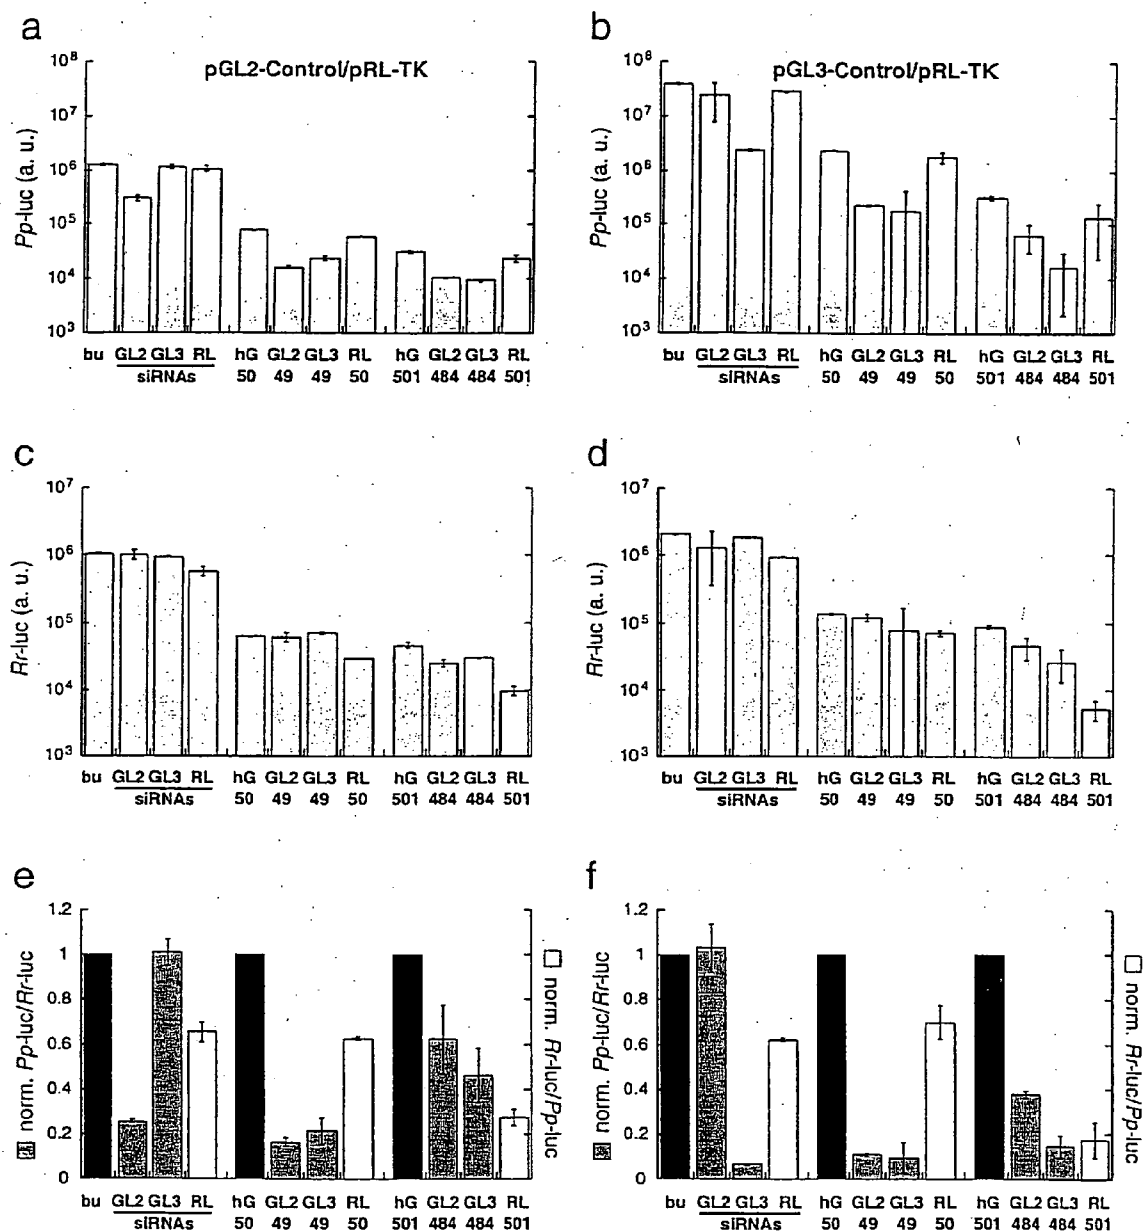 a
pGL2-Control/pRL-TK
Pp-luc (a. u.)
10⁸
10⁷
10⁶
10⁵
10⁴
10³
bu GL2 GL3 RL hG GL2 GL3 RL hG GL2 GL3 RL
siRNAs 50 49 49 50 501 484 484 501
b
pGL3-Control/pRL-TK
Pp-luc (a. u.)
10⁸
10⁷
10⁶
10⁵
10⁴
10³
bu GL2 GL3 RL hG GL2 GL3 RL hG GL2 GL3 RL
siRNAs 50 49 49 50 501 484 484 501
c
Rr-luc (a. u.)
10⁷
10⁶
10⁵
10⁴
10³
bu GL2 GL3 RL hG GL2 GL3 RL hG GL2 GL3 RL
siRNAs 50 49 49 50 501 484 484 501
d
Rr-luc (a. u.)
10⁷
10⁶
10⁵
10⁴
10³
bu GL2 GL3 RL hG GL2 GL3 RL hG GL2 GL3 RL
siRNAs 50 49 49 50 501 484 484 501
e
norm. Pp-luc/Rr-luc
1.2
1
0.8
0.6
0.4
0.2
0
norm. Rr-luc/Pp-luc
bu GL2 GL3 RL hG GL2 GL3 RL hG GL2 GL3 RL
siRNAs 50 49 49 50 501 484 484 501
f
norm. Pp-luc/Rr-luc
1.2
1
0.8
0.6
0.4
0.2
0
norm. Rr-luc/Pp-luc
bu GL2 GL3 RL hG GL2 GL3 RL hG GL2 GL3 RL
siRNAs 50 49 49 50 501 484 484 501